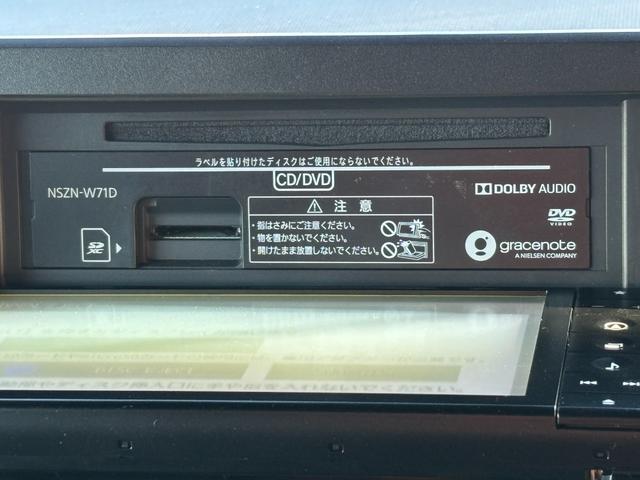 ラベルを貼り付けたディスクはご使用にならないでください。
CD/DVD
NSZN-W71D
SD
XC
注意
・指はさみにご注意ください。
・物を置かないでください。
・開けたまま放置しないでください。
DOLBY AUDIO
DVD
VIDEO
gracenote
A NIELSEN COMPANY
DISC EJECT